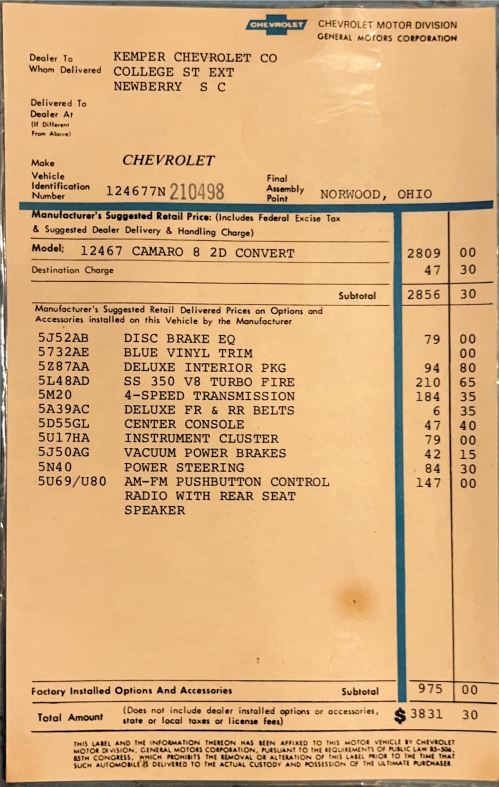 CHEVROLET CHEVROLET MOTOR DIVISION
GENERAL MOTORS CORPORATION
Dealer To KEMPER CHEVROLET CO
Whom Delivered COLLEGE ST EXT
NEWBERRY S C
Delivered To
Dealer At
(If Different
From Above)
Make CHEVROLET
Vehicle
Identification
Number 124677N 210498
Final
Assembly
Point NORWOOD, OHIO
Manufacturer's Suggested Retail Price: (Includes Federal Excise Tax
& Suggested Dealer Delivery & Handling Charge)
Model; 12467 CAMARO 8 2D CONVERT 2809 00
Destination Charge 47 30
Subtotal 2856 30
Manufacturer's Suggested Retail Delivered Prices on Options and
Accessories installed on this Vehicle by the Manufacturer
5J52AB DISC BRAKE EQ 79 00
5732AE BLUE VINYL TRIM 00
5Z87AA DELUXE INTERIOR PKG 94 80
5L48AD SS 350 V8 TURBO FIRE 210 65
5M20 4-SPEED TRANSMISSION 184 35
5A39AC DELUXE FR & RR BELTS 6 35
5D55GL CENTER CONSOLE 47 40
5U17HA INSTRUMENT CLUSTER 79 00
5J50AG VACUUM POWER BRAKES 42 15
5N40 POWER STEERING 84 30
5U69/U80 AM-FM PUSHBUTTON CONTROL 147 00
RADIO WITH REAR SEAT
SPEAKER
Factory Installed Options And Accessories Subtotal 975 00
Total Amount (Does not include dealer installed options or accessories,
state or local taxes or license fees) $ 3831 30
THIS LABEL AND THE INFORMATION THEREON HAS BEEN AFFIXED TO THIS MOTOR VEHICLE BY CHEVROLET
MOTOR DIVISION, GENERAL MOTORS CORPORATION, PURSUANT TO THE REQUIREMENTS OF PUBLIC LAW 85-506,
85TH CONGRESS, WHICH PROHIBITS THE REMOVAL OR ALTERATION OF THIS LABEL PRIOR TO THE TIME THAT
SUCH AUTOMOBILE IS DELIVERED TO THE ACTUAL CUSTODY AND POSSESSION OF THE ULTIMATE PURCHASER.